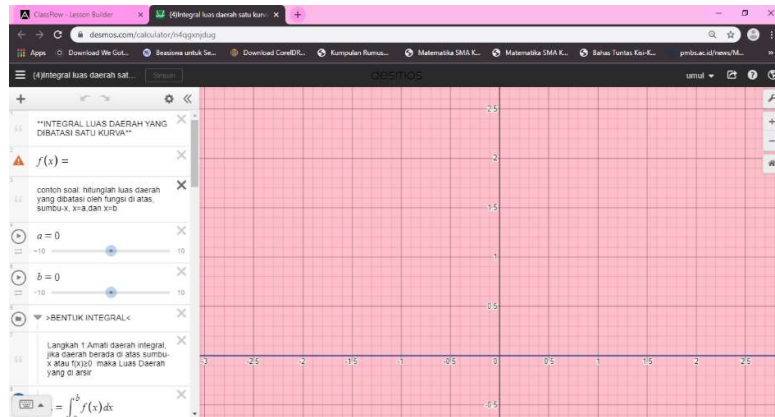 ClassFlow - Lesson Builder
(4)Integral luas daerah satu kurv
desmos.com/calculator/n4qgxnjdug
Apps
Download We Got...
Beasiswa untuk Se...
Download CorelDR...
Kumpulan Rumus...
Matematika SMA K...
Matematika SMA K...
Bahas Tuntas Kisi-K...
pmbs.ac.id/news/M...
(4)Integral luas daerah sat...
Simpan
desmos
umul
1
**INTEGRAL LUAS DAERAH YANG
DIBATASI SATU KURVA**
2
f(x) =
3
contoh soal: hitunglah luas daerah
yang dibatasi oleh fungsi di atas,
sumbu-x, x=a,dan x=b
a = 0
-10
10
b = 0
-10
10
>BENTUK INTEGRAL<
Langkah 1:Amati daerah integral,
jika daerah berada di atas sumbu-
x atau f(x)≥0 maka Luas Daerah
yang di arsir
= ∫ b f(x) dx
2.5
2
1.5
1
0.5
-3 -2.5 -2 -1.5 -1 -0.5 0 0.5 1 1.5 2 2.5
-0.5